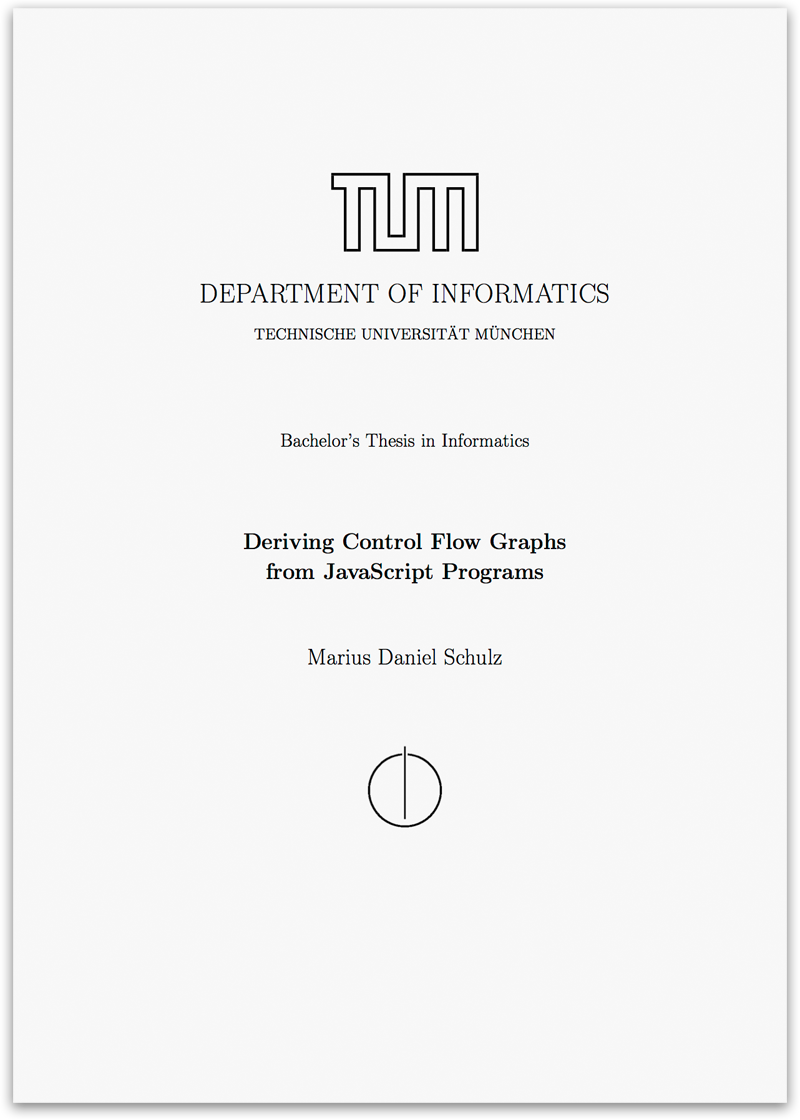 TUM
DEPARTMENT OF INFORMATICS
TECHNISCHE UNIVERSITÄT MÜNCHEN
Bachelor's Thesis in Informatics
Deriving Control Flow Graphs
from JavaScript Programs
Marius Daniel Schulz